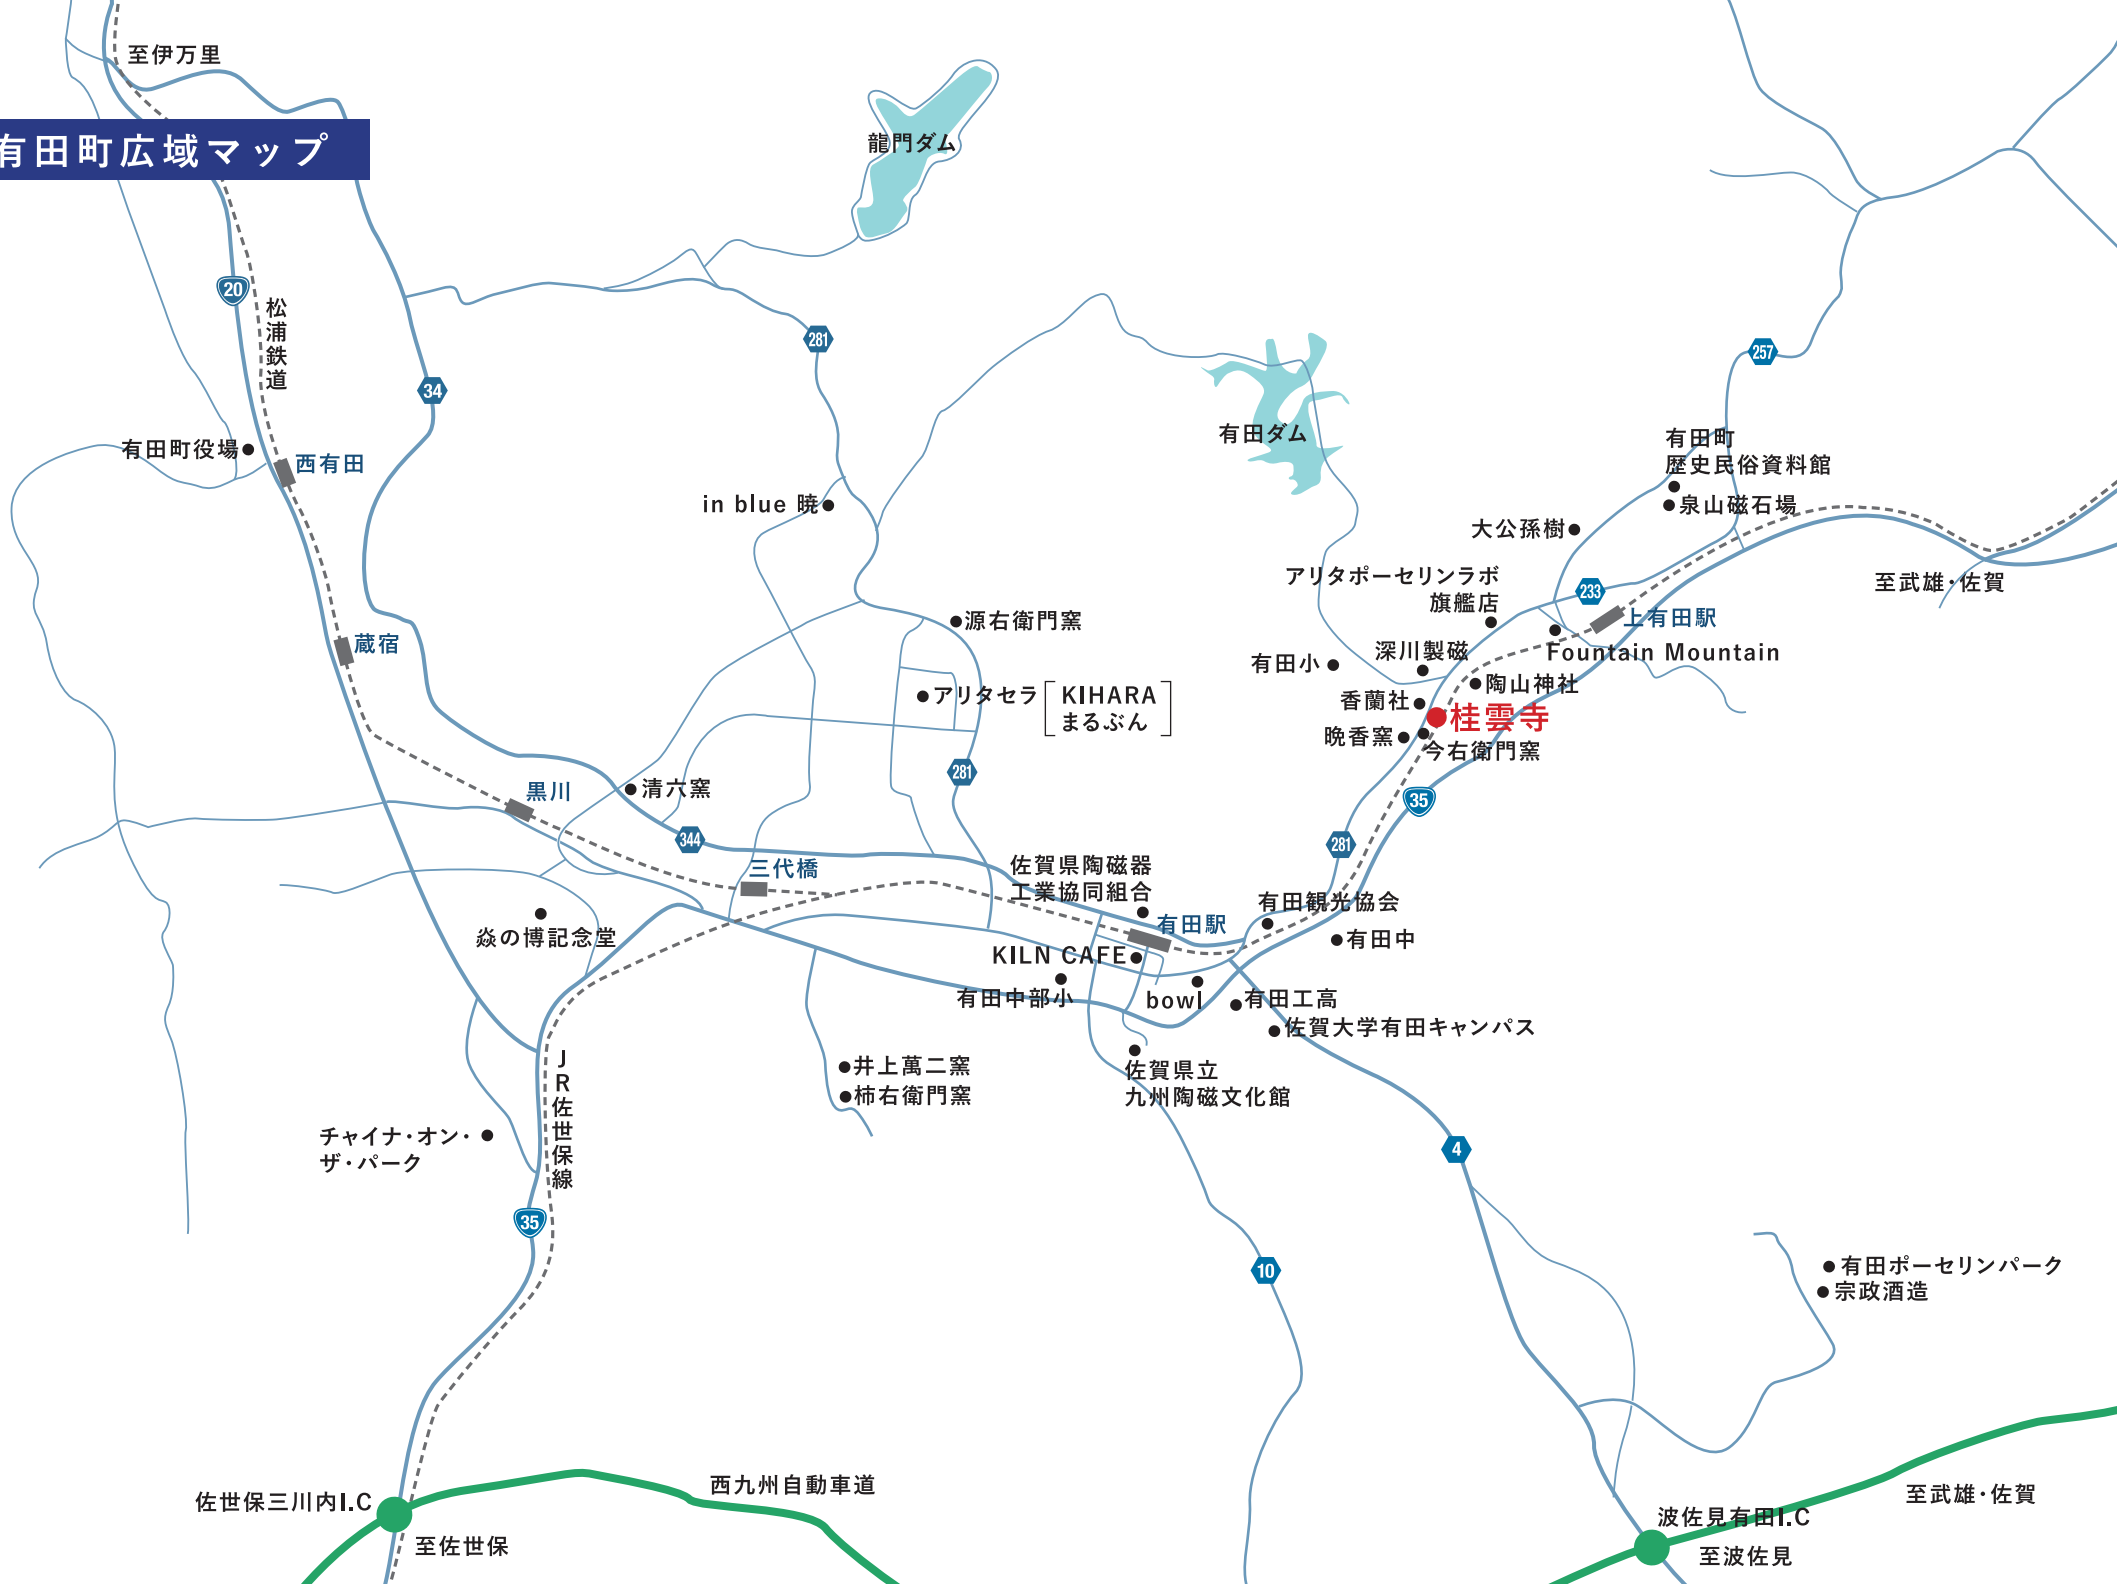 至伊万里
有田町広域マップ
龍門ダム
20
松浦鉄道
281
34
257
有田町役場
西有田
有田ダム
有田町
歴史民俗資料館
泉山磁石場
in blue 暁
大公孫樹
アリタポーセリンラボ
旗艦店
233
至武雄・佐賀
上有田駅
源右衛門窯
蔵宿
有田小
深川製磁
Fountain Mountain
アリタセラ
KIHARA
まるぶん
陶山神社
香蘭社
桂雲寺
晩香窯
今右衛門窯
281
黒川
清六窯
35
344
281
三代橋
佐賀県陶磁器
工業協同組合
有田観光協会
有田駅
有田中
焱の博記念堂
KILN CAFE
有田中部小
bowl
有田工高
佐賀大学有田キャンパス
JR佐世保線
井上萬二窯
柿右衛門窯
佐賀県立
九州陶磁文化館
チャイナ・オン・
ザ・パーク
4
35
10
有田ポーセリンパーク
宗政酒造
佐世保三川内I.C
西九州自動車道
至武雄・佐賀
至佐世保
波佐見有田I.C
至波佐見